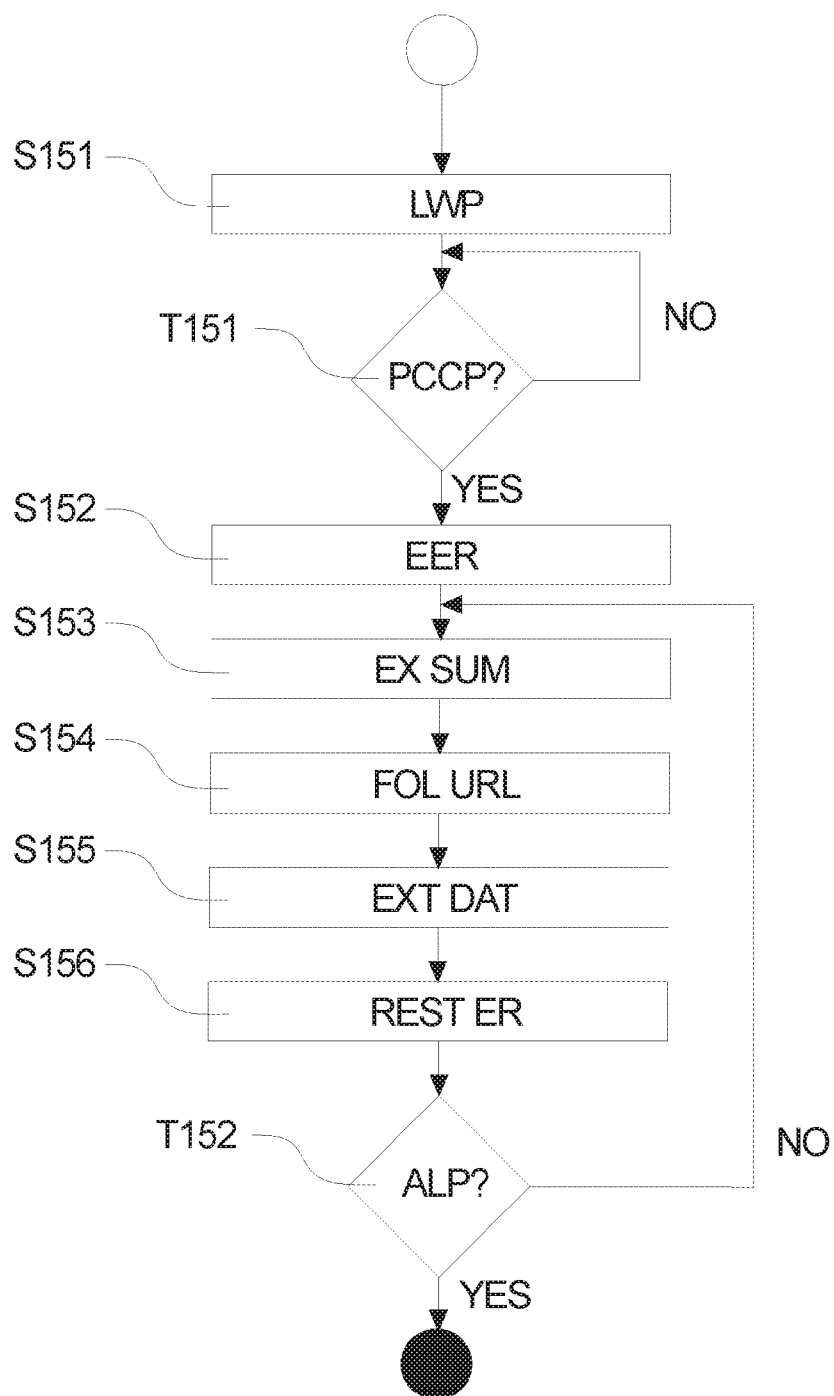 S151
LWP
T151
PCCP?
NO
YES
S152
EER
S153
EX SUM
S154
FOL URL
S155
EXT DAT
S156
REST ER
T152
ALP?
NO
YES